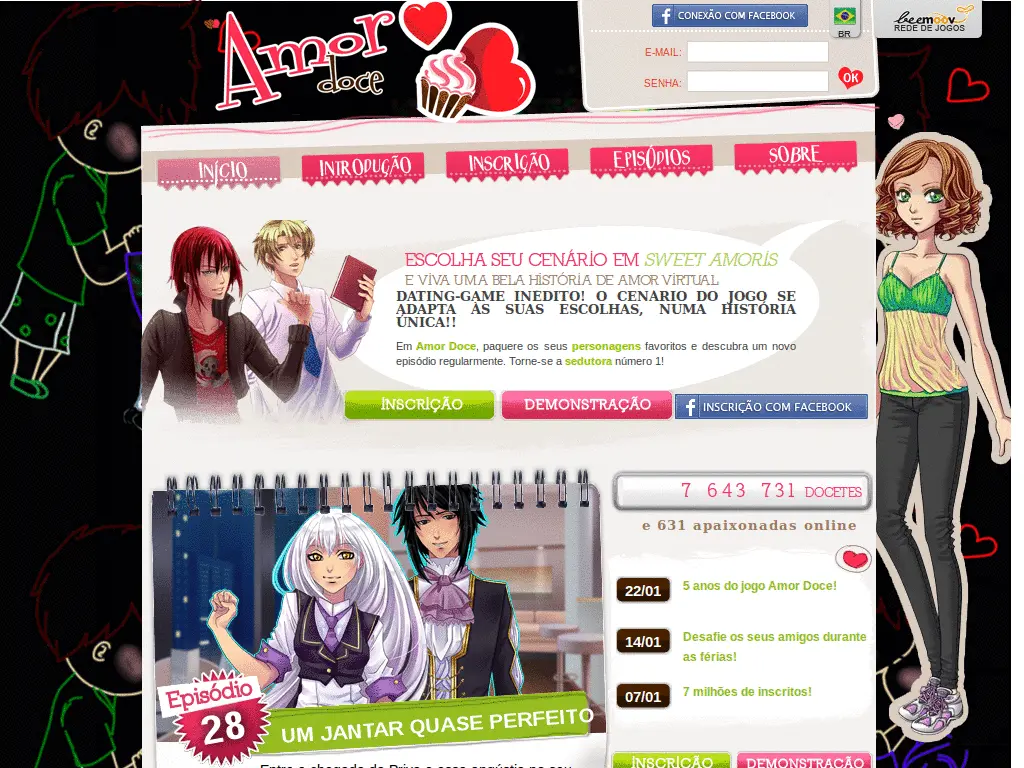 Amor
doce
CONEXÃO COM FACEBOOK
BR
beemoov
REDE DE JOGOS
E-MAIL:
SENHA:
OK
INÍCIO
INTRODUÇÃO
INSCRIÇÃO
EPISÓDIOS
SOBRE
ESCOLHA SEU CENÁRIO EM SWEET AMORIS
E VIVA UMA BELA HISTÓRIA DE AMOR VIRTUAL
DATING-GAME INEDITO! O CENARIO DO JOGO SE
ADAPTA ÀS SUAS ESCOLHAS, NUMA HISTÓRIA
ÚNICA!!
Em Amor Doce, paquere os seus personagens favoritos e descubra um novo
episódio regularmente. Torne-se a sedutora número 1!
INSCRIÇÃO
DEMONSTRAÇÃO
INSCRIÇÃO COM FACEBOOK
7 643 731 DOCETES
e 631 apaixonadas online
22/01
5 anos do jogo Amor Doce!
14/01
Desafie os seus amigos durante
as férias!
07/01
7 milhões de inscritos!
Episódio
28
UM JANTAR QUASE PERFEITO
INSCRIÇÃO
DEMONSTRAÇÃO